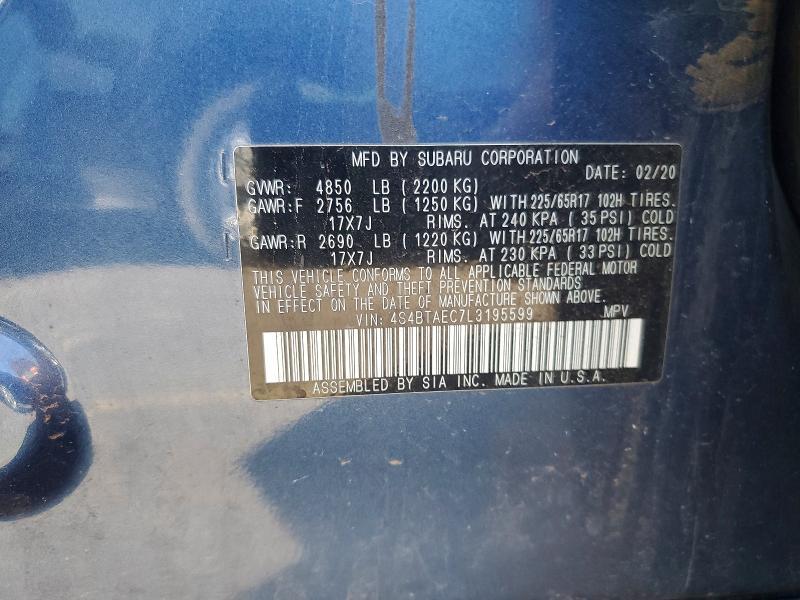 MFD BY SUBARU CORPORATION
DATE: 02/20
GVWR: 4850 LB ( 2200 KG)
GAWR:F 2756 LB ( 1250 KG) WITH 225/65R17 102H TIRES.
17X7J RIMS. AT 240 KPA ( 35 PSI) COLD
GAWR:R 2690 LB ( 1220 KG) WITH 225/65R17 102H TIRES.
17X7J RIMS. AT 230 KPA ( 33 PSI) COLD
THIS VEHICLE CONFORMS TO ALL APPLICABLE FEDERAL MOTOR
VEHICLE SAFETY AND THEFT PREVENTION STANDARDS
IN EFFECT ON THE DATE OF MANUFACTURE SHOWN ABOVE.
VIN: 4S4BTAEC7L3195599 MPV
ASSEMBLED BY SIA INC. MADE IN U.S.A.